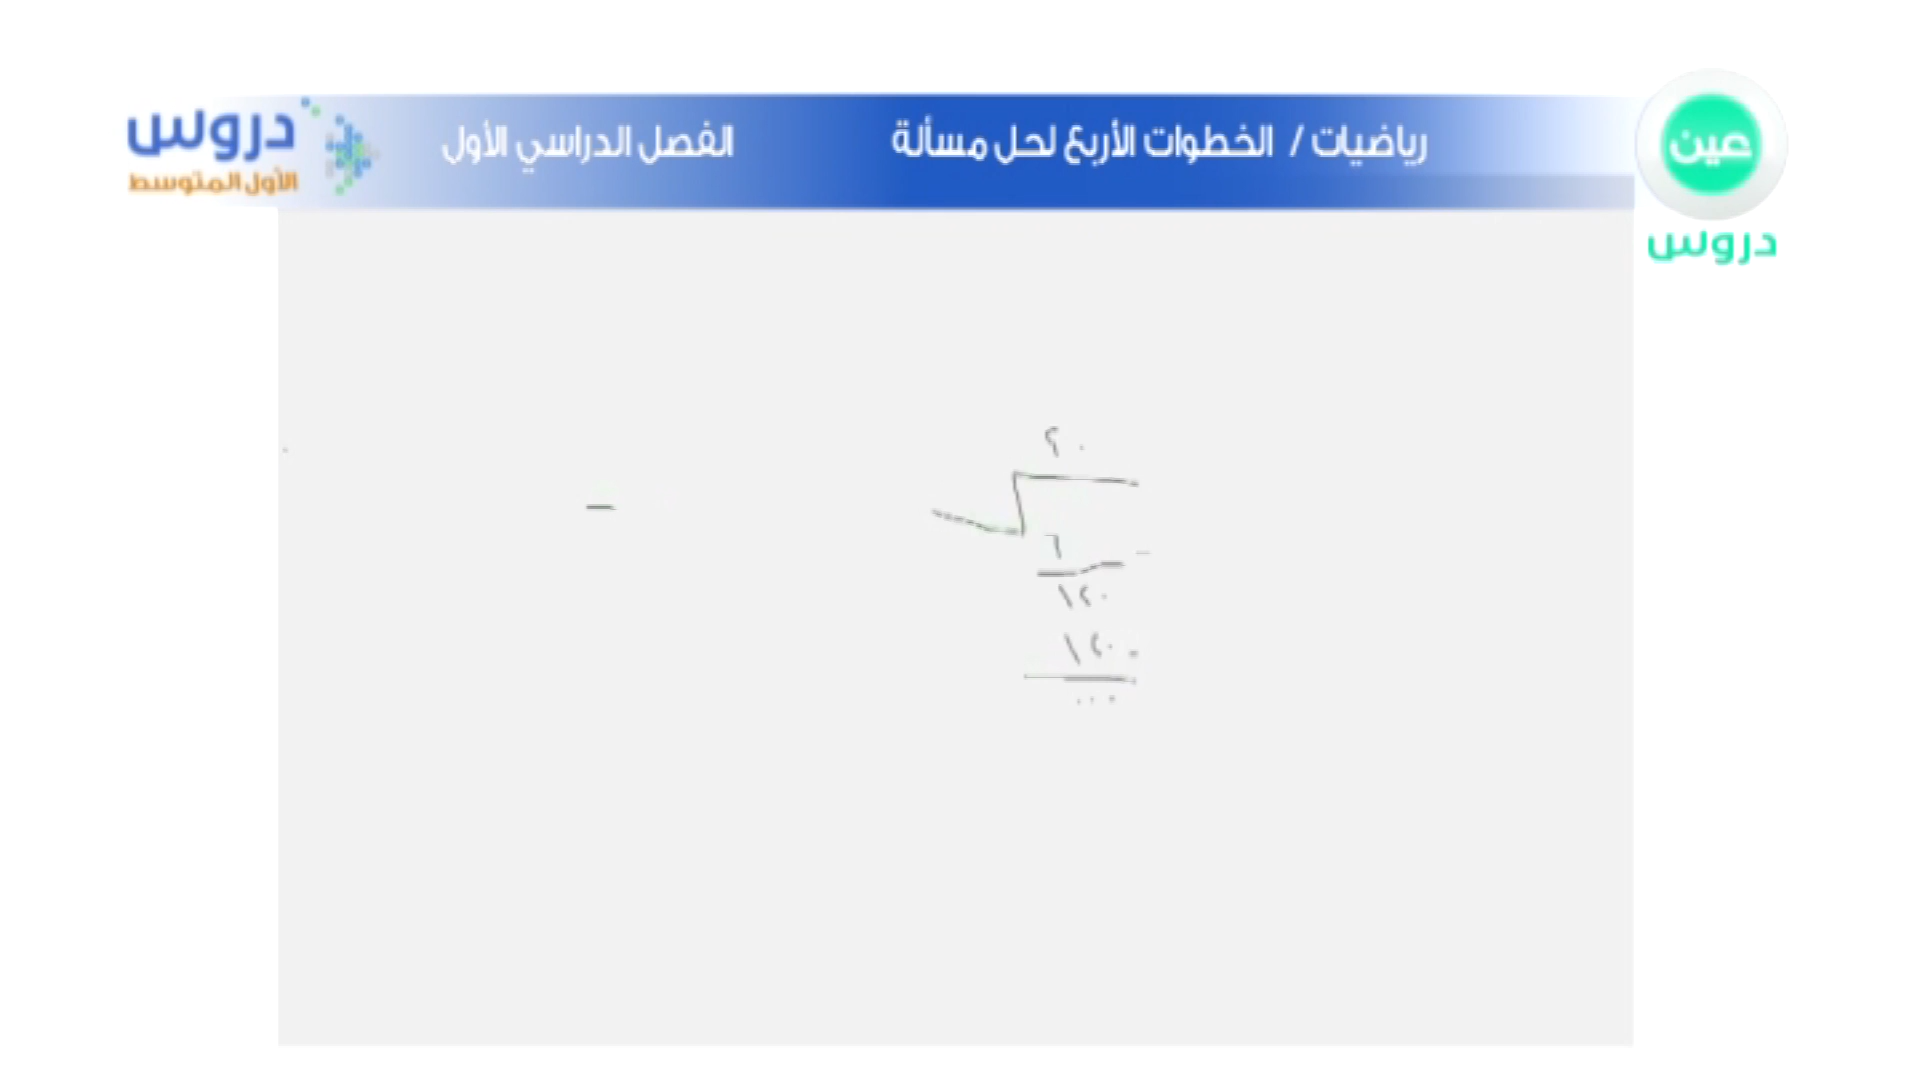 رياضيات / الخطوات الأربع لحل مسألة
الفصل الدراسي الأول
دروس
الأول المتوسط
عين
دروس
٢٠
٦
١٢٠
١٢٠
٠٠٠